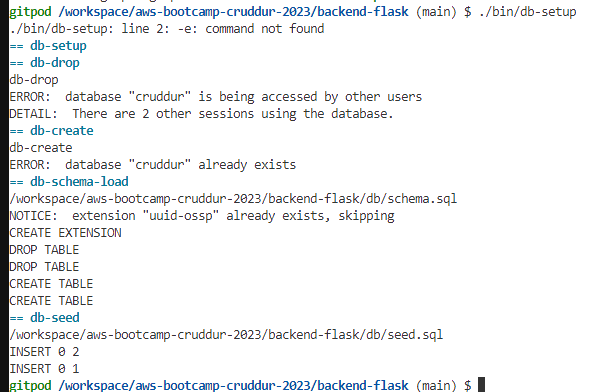 gitpod /workspace/aws-bootcamp-cruddur-2023/backend-flask (main) $ ./bin/db-setup
./bin/db-setup: line 2: -e: command not found
== db-setup
== db-drop
db-drop
ERROR:  database "cruddur" is being accessed by other users
DETAIL:  There are 2 other sessions using the database.
== db-create
db-create
ERROR:  database "cruddur" already exists
== db-schema-load
/workspace/aws-bootcamp-cruddur-2023/backend-flask/db/schema.sql
NOTICE:  extension "uuid-ossp" already exists, skipping
CREATE EXTENSION
DROP TABLE
DROP TABLE
CREATE TABLE
CREATE TABLE
== db-seed
/workspace/aws-bootcamp-cruddur-2023/backend-flask/db/seed.sql
INSERT 0 2
INSERT 0 1
gitpod /workspace/aws-bootcamp-cruddur-2023/backend-flask (main) $